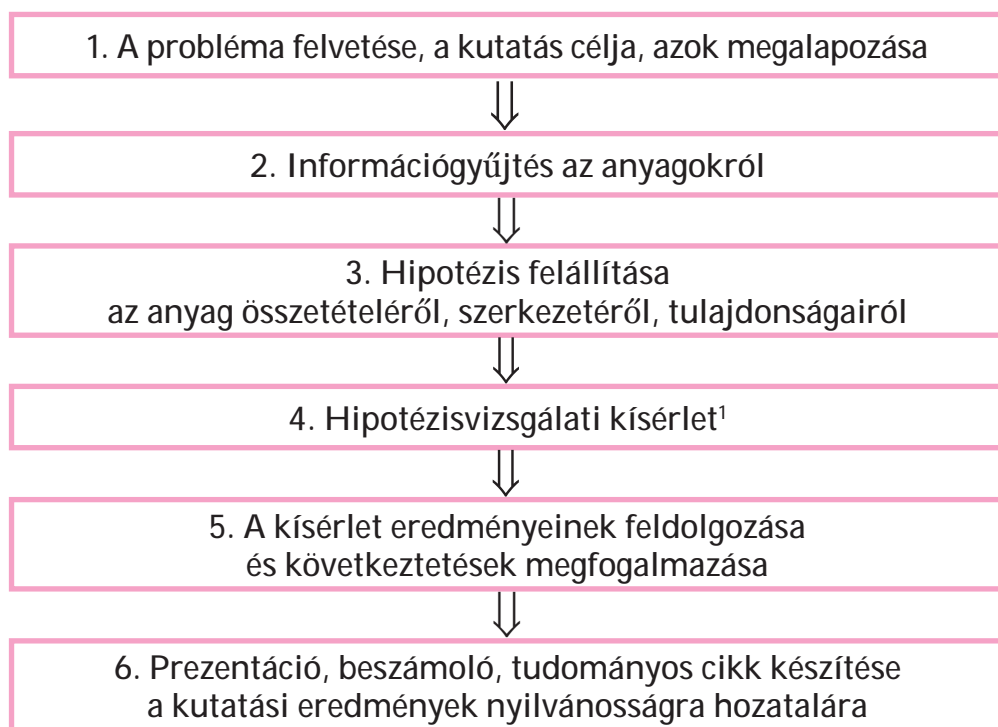 1. A probléma felvetése, a kutatás célja, azok megalapozása
2. Információgyűjtés az anyagokról
3. Hipotézis felállítása
az anyag összetételéről, szerkezetéről, tulajdonságairól
4. Hipotézisvizsgálati kísérlet¹
5. A kísérlet eredményeinek feldolgozása
és következtetések megfogalmazása
6. Prezentáció, beszámoló, tudományos cikk készítése
a kutatási eredmények nyilvánosságra hozatalára